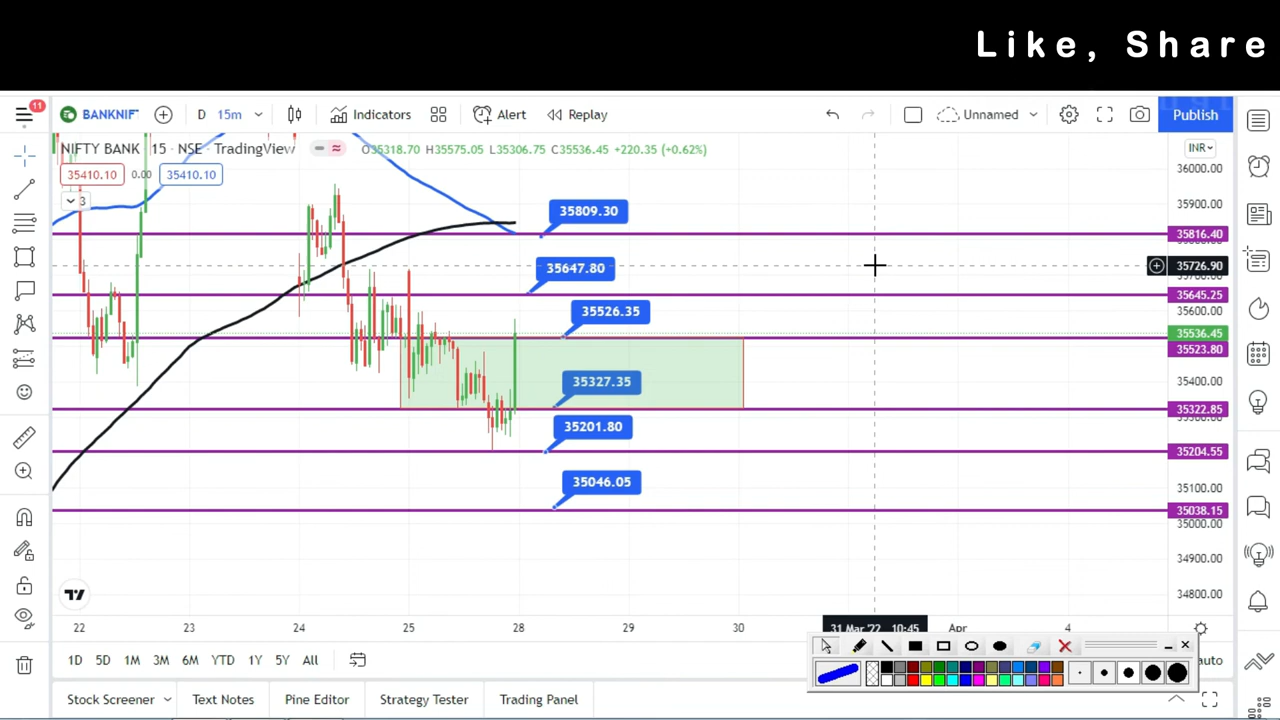 Like, Share
11
BANKNIF
D
15m
Indicators
Alert
Replay
Unnamed
Publish
NIFTY BANK
15 · NSE · TradingView
O35318.70 H35575.05 L35306.75 C35536.45 +220.35 (+0.62%)
INR
35410.10
0.00
35410.10
3
36000.00
35900.00
35809.30
35816.40
35726.90
35647.80
35645.25
35526.35
35600.00
35536.45
35523.80
35327.35
35400.00
35322.85
35201.80
35204.55
35046.05
35100.00
35038.15
35000.00
34900.00
34800.00
22
23
24
25
28
29
30
31 Mar '22 10:45
Apr
4
1D
5D
1M
3M
6M
YTD
1Y
5Y
All
auto
Stock Screener
Text Notes
Pine Editor
Strategy Tester
Trading Panel